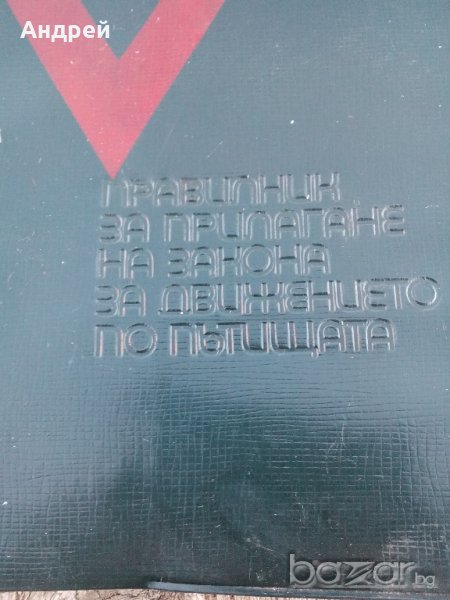 Андрей
ПРАВИЛНИК
ЗА ПРИЛАГАНЕ
НА ЗАКОНА
ЗА ДВИЖЕНИЕТО
ПО ПЪТИЩАТА
bazar.bg